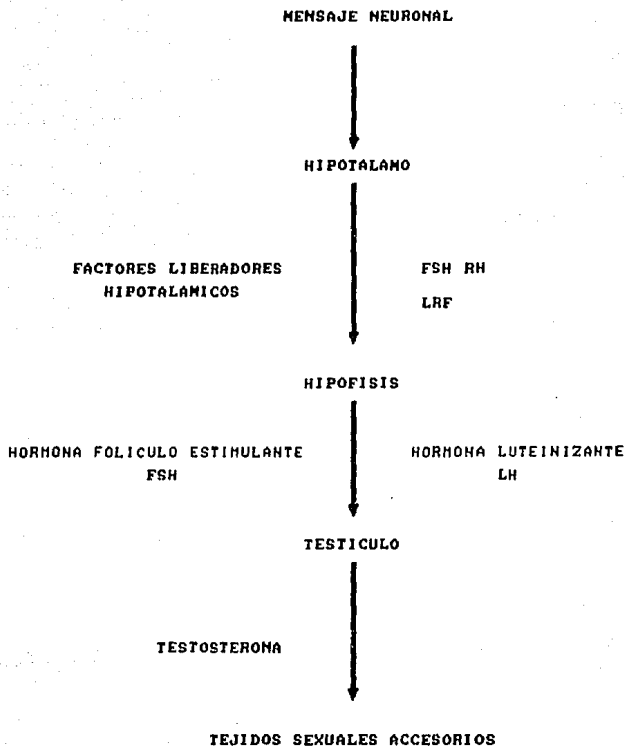 MENSAJE NEURONAL
HIPOTALAMO
FACTORES LIBERADORES
HIPOTALAMICOS
FSH RH
LRF
HIPOFISIS
HORMONA FOLICULO ESTIMULANTE
FSH
HORMONA LUTEINIZANTE
LH
TESTICULO
TESTOSTERONA
TEJIDOS SEXUALES ACCESORIOS